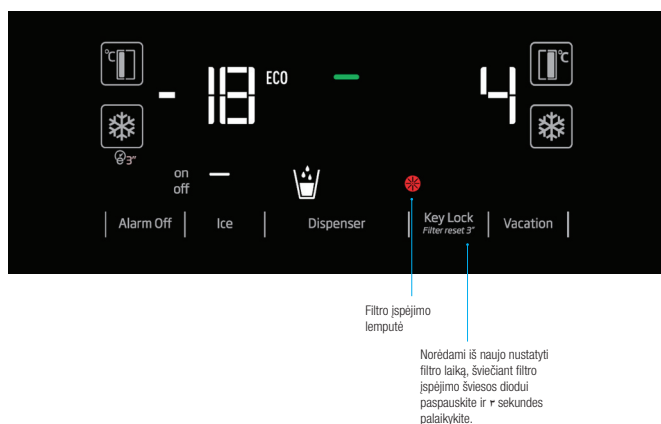 °C
°C
- 18 ECO 4
3"
on
off
Alarm Off
Ice
Dispenser
Key Lock
Filter reset 3"
Vacation
Filtro įspėjimo
lemputė
Norėdami iš naujo nustatyti
filtro laiką, šviečiant filtro
įspėjimo šviesos diodui
paspauskite ir ٣ sekundes
palaikykite.